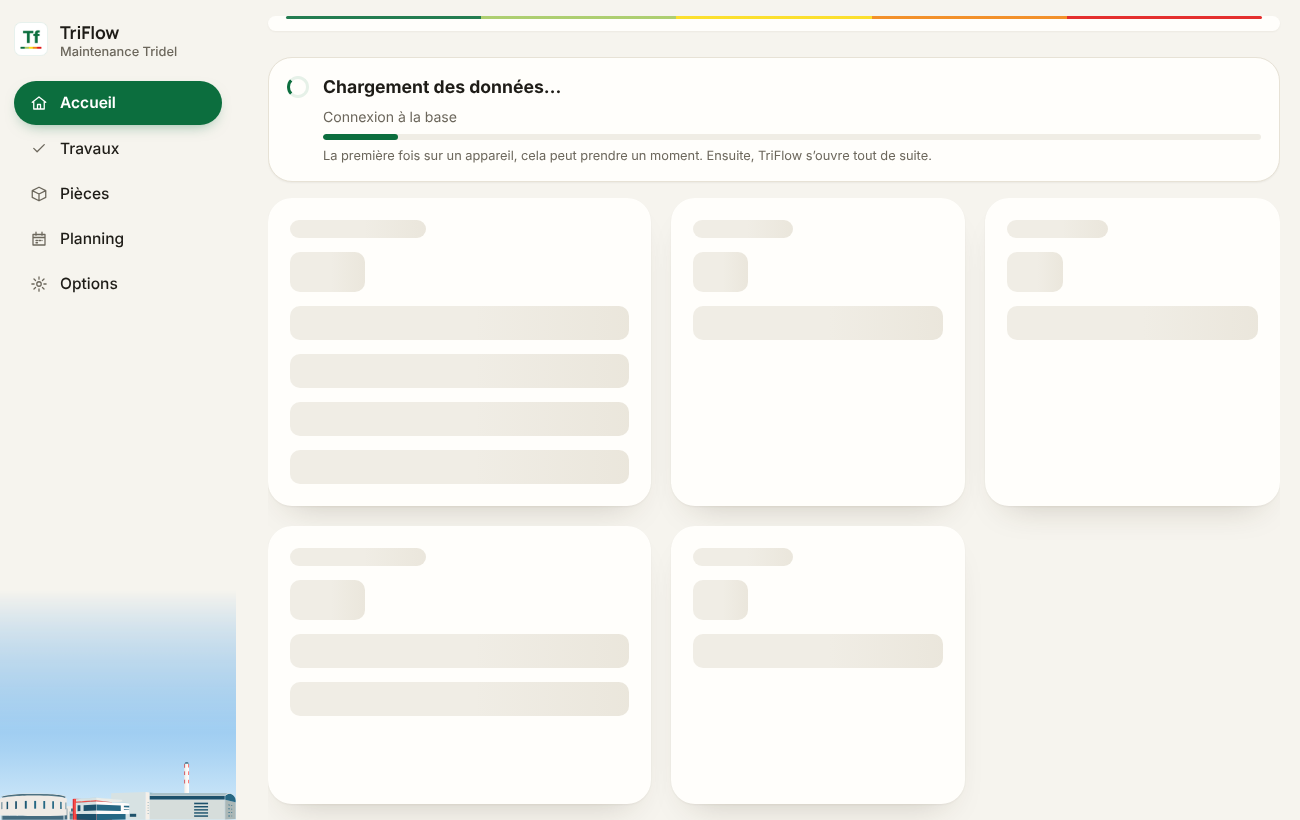 Tf
TriFlow
Maintenance Tridel
Accueil
Travaux
Pièces
Planning
Options
Chargement des données…
Connexion à la base
La première fois sur un appareil, cela peut prendre un moment. Ensuite, TriFlow s’ouvre tout de suite.